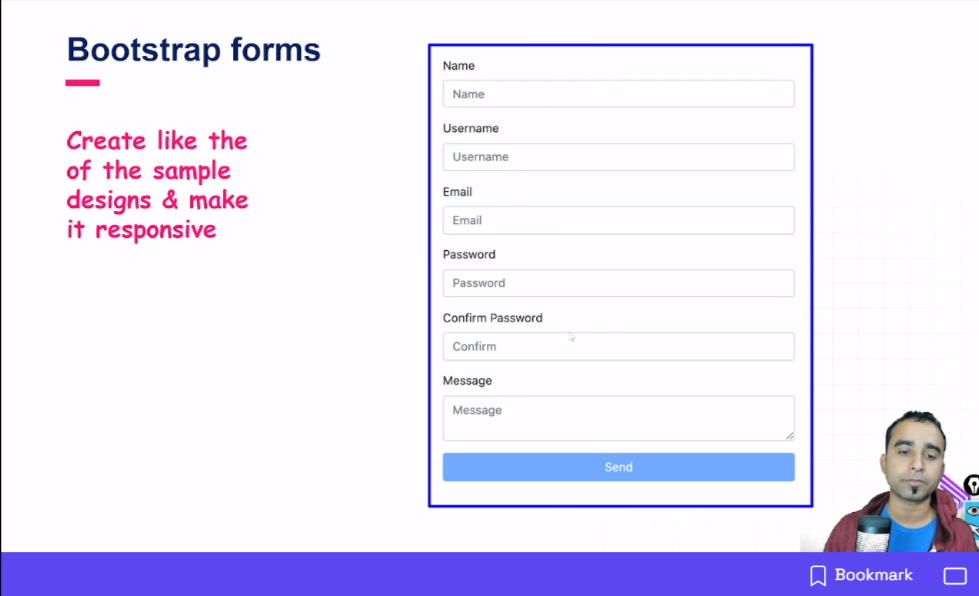 Bootstrap forms
Create like the
of the sample
designs & make
it responsive
Name
Name
Username
Username
Email
Email
Password
Password
Confirm Password
Confirm
Message
Message
Send
Bookmark